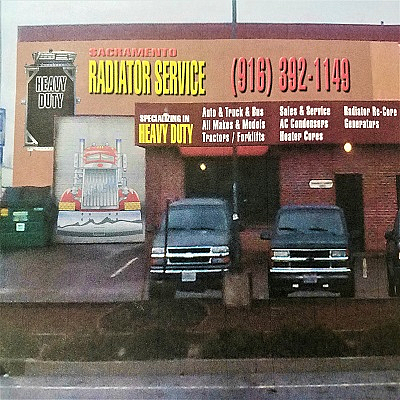 SACRAMENTO
RADIATOR SERVICE (916) 392-1149
HEAVY
DUTY
SPECIALIZING IN
HEAVY DUTY
Auto & Truck & Bus
All Makes & Models
Tractors / Forklifts
Sales & Service
AC Condensers
Heater Cores
Radiator Re-Core
Generators